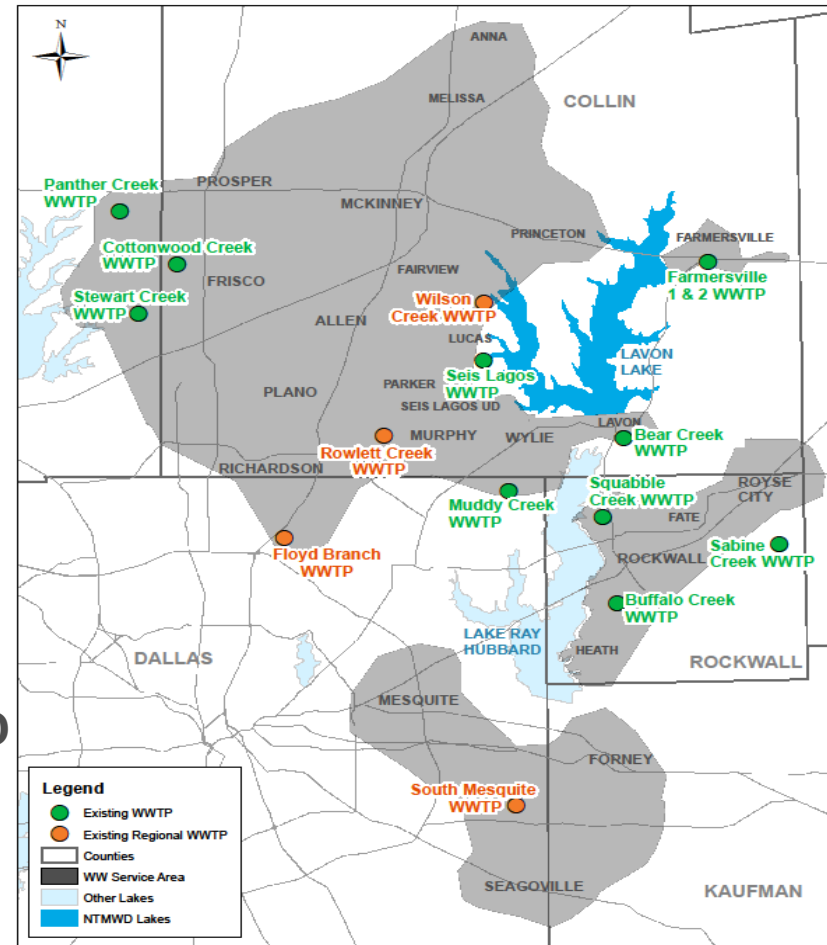 N
ANNA
MELISSA
COLLIN
Panther Creek
WWTP
PROSPER
MCKINNEY
PRINCETON
FARMERSVILLE
Cottonwood Creek
WWTP
FRISCO
FAIRVIEW
Farmersville
1 & 2 WWTP
Stewart Creek
WWTP
Wilson
Creek WWTP
ALLEN
LUCAS
LAVON
LAKE
Seis Lagos
WWTP
PLANO
PARKER
SEIS LAGOS UD
LAVON
MURPHY
WYLIE
Bear Creek
WWTP
Rowlett Creek
WWTP
RICHARDSON
Squabble
Creek WWTP
ROYSE
CITY
Muddy Creek
WWTP
FATE
Floyd Branch
WWTP
ROCKWALL
Sabine
Creek WWTP
Buffalo Creek
WWTP
LAKE RAY
HUBBARD
HEATH
DALLAS
ROCKWALL
MESQUITE
FORNEY
South Mesquite
WWTP
SEAGOVILLE
KAUFMAN
Legend
Existing WWTP
Existing Regional WWTP
Counties
WW Service Area
Other Lakes
NTMWD Lakes